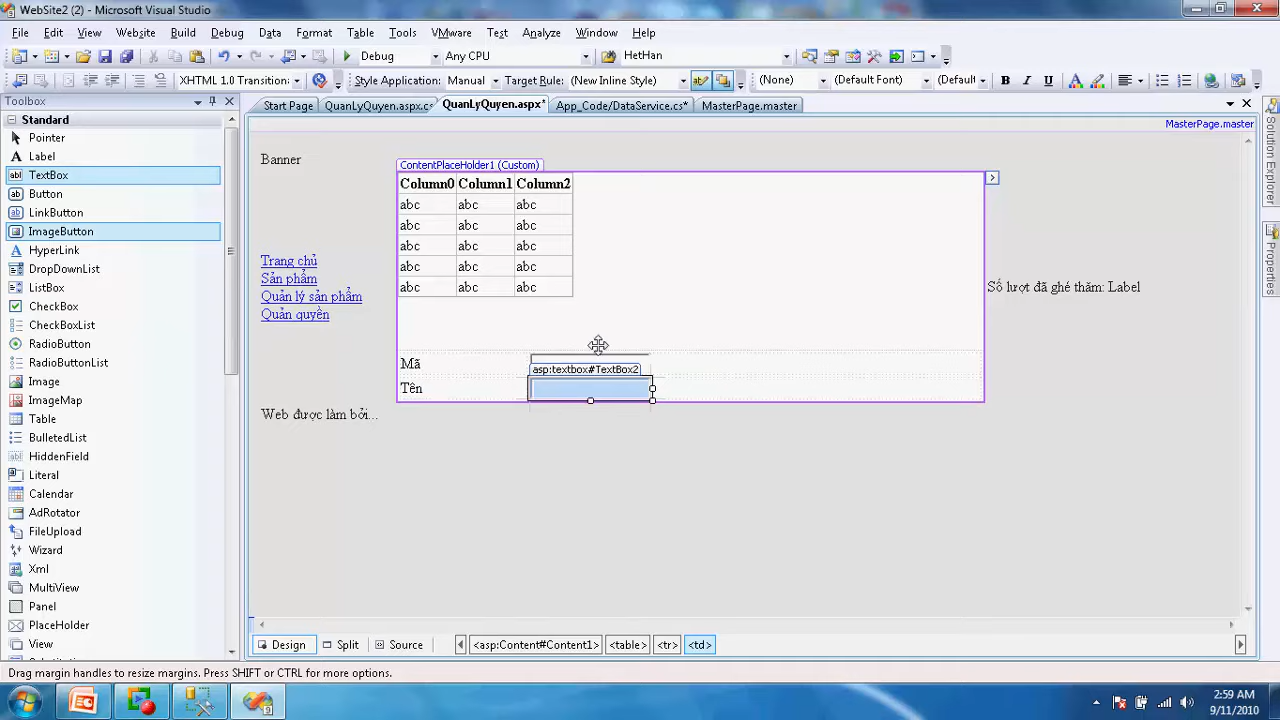 WebSite2 (2) - Microsoft Visual Studio
File Edit View Website Build Debug Data Format Table Tools VMware Test Analyze Window Help
Debug Any CPU HetHan
XHTML 1.0 Transition Style Application: Manual Target Rule: (New Inline Style) (None) (Default Font) (Default B I U A
Toolbox
Start Page QuanLyQuyen.aspx.c QuanLyQuyen.aspx* App_Code/DataService.cs* MasterPage.master
Standard
Pointer
Label
TextBox
Button
LinkButton
ImageButton
HyperLink
DropDownList
ListBox
CheckBox
CheckBoxList
RadioButton
RadioButtonList
Image
ImageMap
Table
BulletedList
HiddenField
Literal
Calendar
AdRotator
FileUpload
Wizard
Xml
MultiView
Panel
PlaceHolder
View
MasterPage.master
Banner
ContentPlaceHolder1 (Custom)
Column0 Column1 Column2
abc abc abc
abc abc abc
abc abc abc
abc abc abc
abc abc abc
Trang chủ
Sản phẩm
Quản lý sản phẩm
Quản quyền
Số lượt đã ghé thăm: Label
Mã
asp:textbox#TextBox2
Tên
Web được làm bởi...
Solution Explorer
Properties
Design Split Source <asp:Content#Content1> <table> <tr> <td>
Drag margin handles to resize margins. Press SHIFT or CTRL for more options.
2:59 AM
9/11/2010